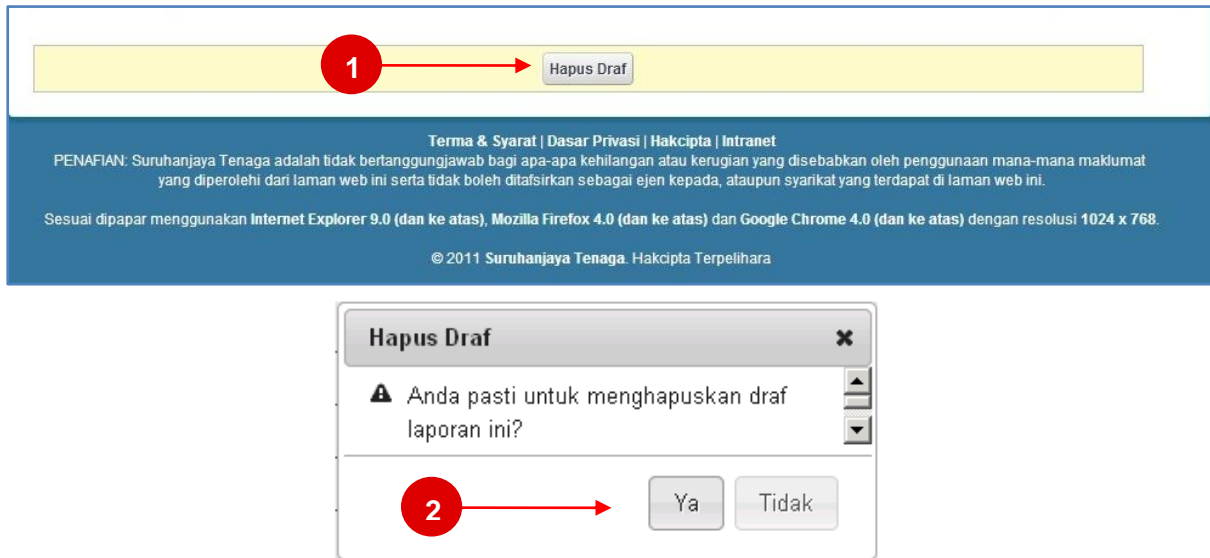 1
Hapus Draf
Terma & Syarat | Dasar Privasi | Hakcipta | Intranet
PENAFIAN: Suruhanjaya Tenaga adalah tidak bertanggungjawab bagi apa-apa kehilangan atau kerugian yang disebabkan oleh penggunaan mana-mana maklumat
yang diperolehi dari laman web ini serta tidak boleh ditafsirkan sebagai ejen kepada, ataupun syarikat yang terdapat di laman web ini.
Sesuai dipapar menggunakan Internet Explorer 9.0 (dan ke atas), Mozilla Firefox 4.0 (dan ke atas) dan Google Chrome 4.0 (dan ke atas) dengan resolusi 1024 x 768.
© 2011 Suruhanjaya Tenaga. Hakcipta Terpelihara
Hapus Draf
Anda pasti untuk menghapuskan draf
laporan ini?
2
Ya
Tidak